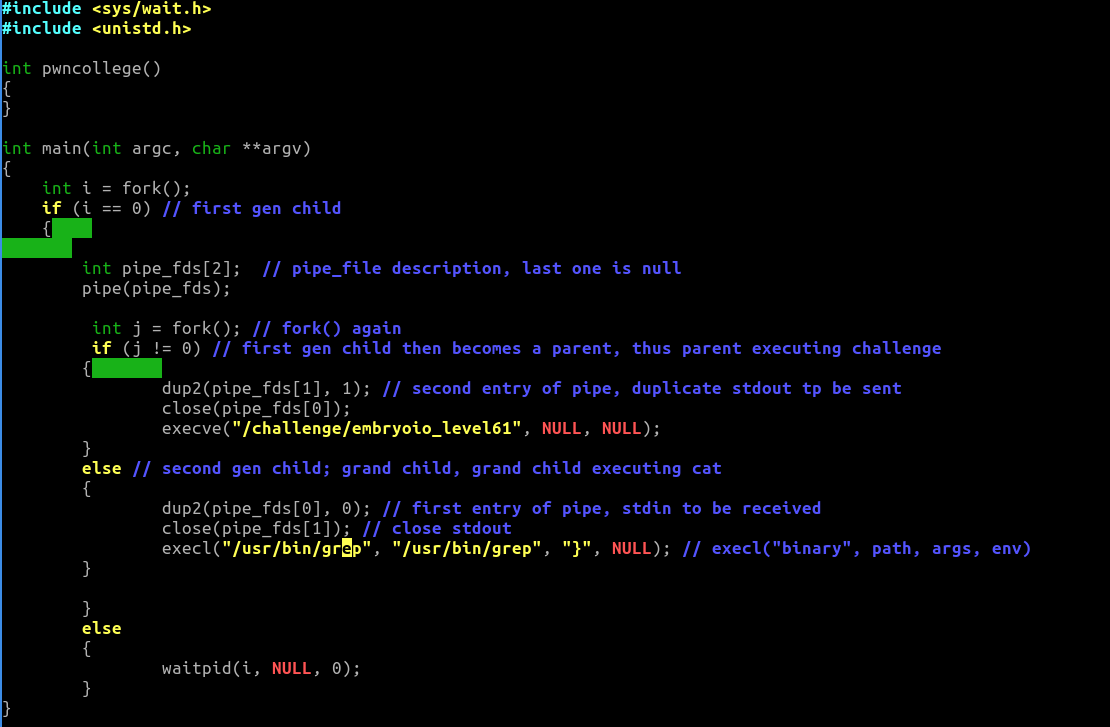 #include <sys/wait.h>
#include <unistd.h>
int pwncollege()
{
}
int main(int argc, char **argv)
{
int i = fork();
if (i == 0) // first gen child
{
int pipe_fds[2];  // pipe_file description, last one is null
pipe(pipe_fds);
int j = fork(); // fork() again
if (j != 0) // first gen child then becomes a parent, thus parent executing challenge
{
dup2(pipe_fds[1], 1); // second entry of pipe, duplicate stdout tp be sent
close(pipe_fds[0]);
execve("/challenge/embryoio_level61", NULL, NULL);
}
else // second gen child; grand child, grand child executing cat
{
dup2(pipe_fds[0], 0); // first entry of pipe, stdin to be received
close(pipe_fds[1]); // close stdout
execl("/usr/bin/grep", "/usr/bin/grep", "}", NULL); // execl("binary", path, args, env)
}
}
else
{
waitpid(i, NULL, 0);
}
}